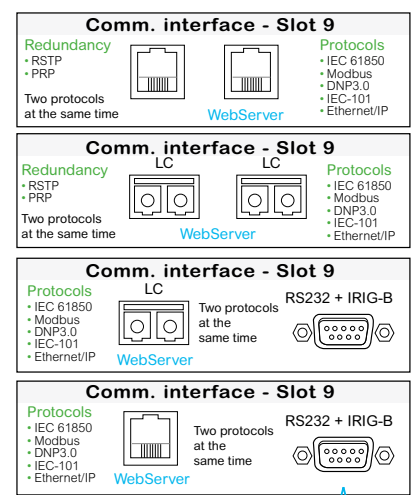 Comm. interface - Slot 9
Redundancy
• RSTP
• PRP
Two protocols
at the same time
WebServer
Protocols
• IEC 61850
• Modbus
• DNP3.0
• IEC-101
• Ethernet/IP
Comm. interface - Slot 9
Redundancy
• RSTP
• PRP
Two protocols
at the same time
LC
LC
WebServer
Protocols
• IEC 61850
• Modbus
• DNP3.0
• IEC-101
• Ethernet/IP
Comm. interface - Slot 9
Protocols
• IEC 61850
• Modbus
• DNP3.0
• IEC-101
• Ethernet/IP
LC
WebServer
Two protocols
at the
same time
RS232 + IRIG-B
Comm. interface - Slot 9
Protocols
• IEC 61850
• Modbus
• DNP3.0
• IEC-101
• Ethernet/IP
WebServer
Two protocols
at the
same time
RS232 + IRIG-B